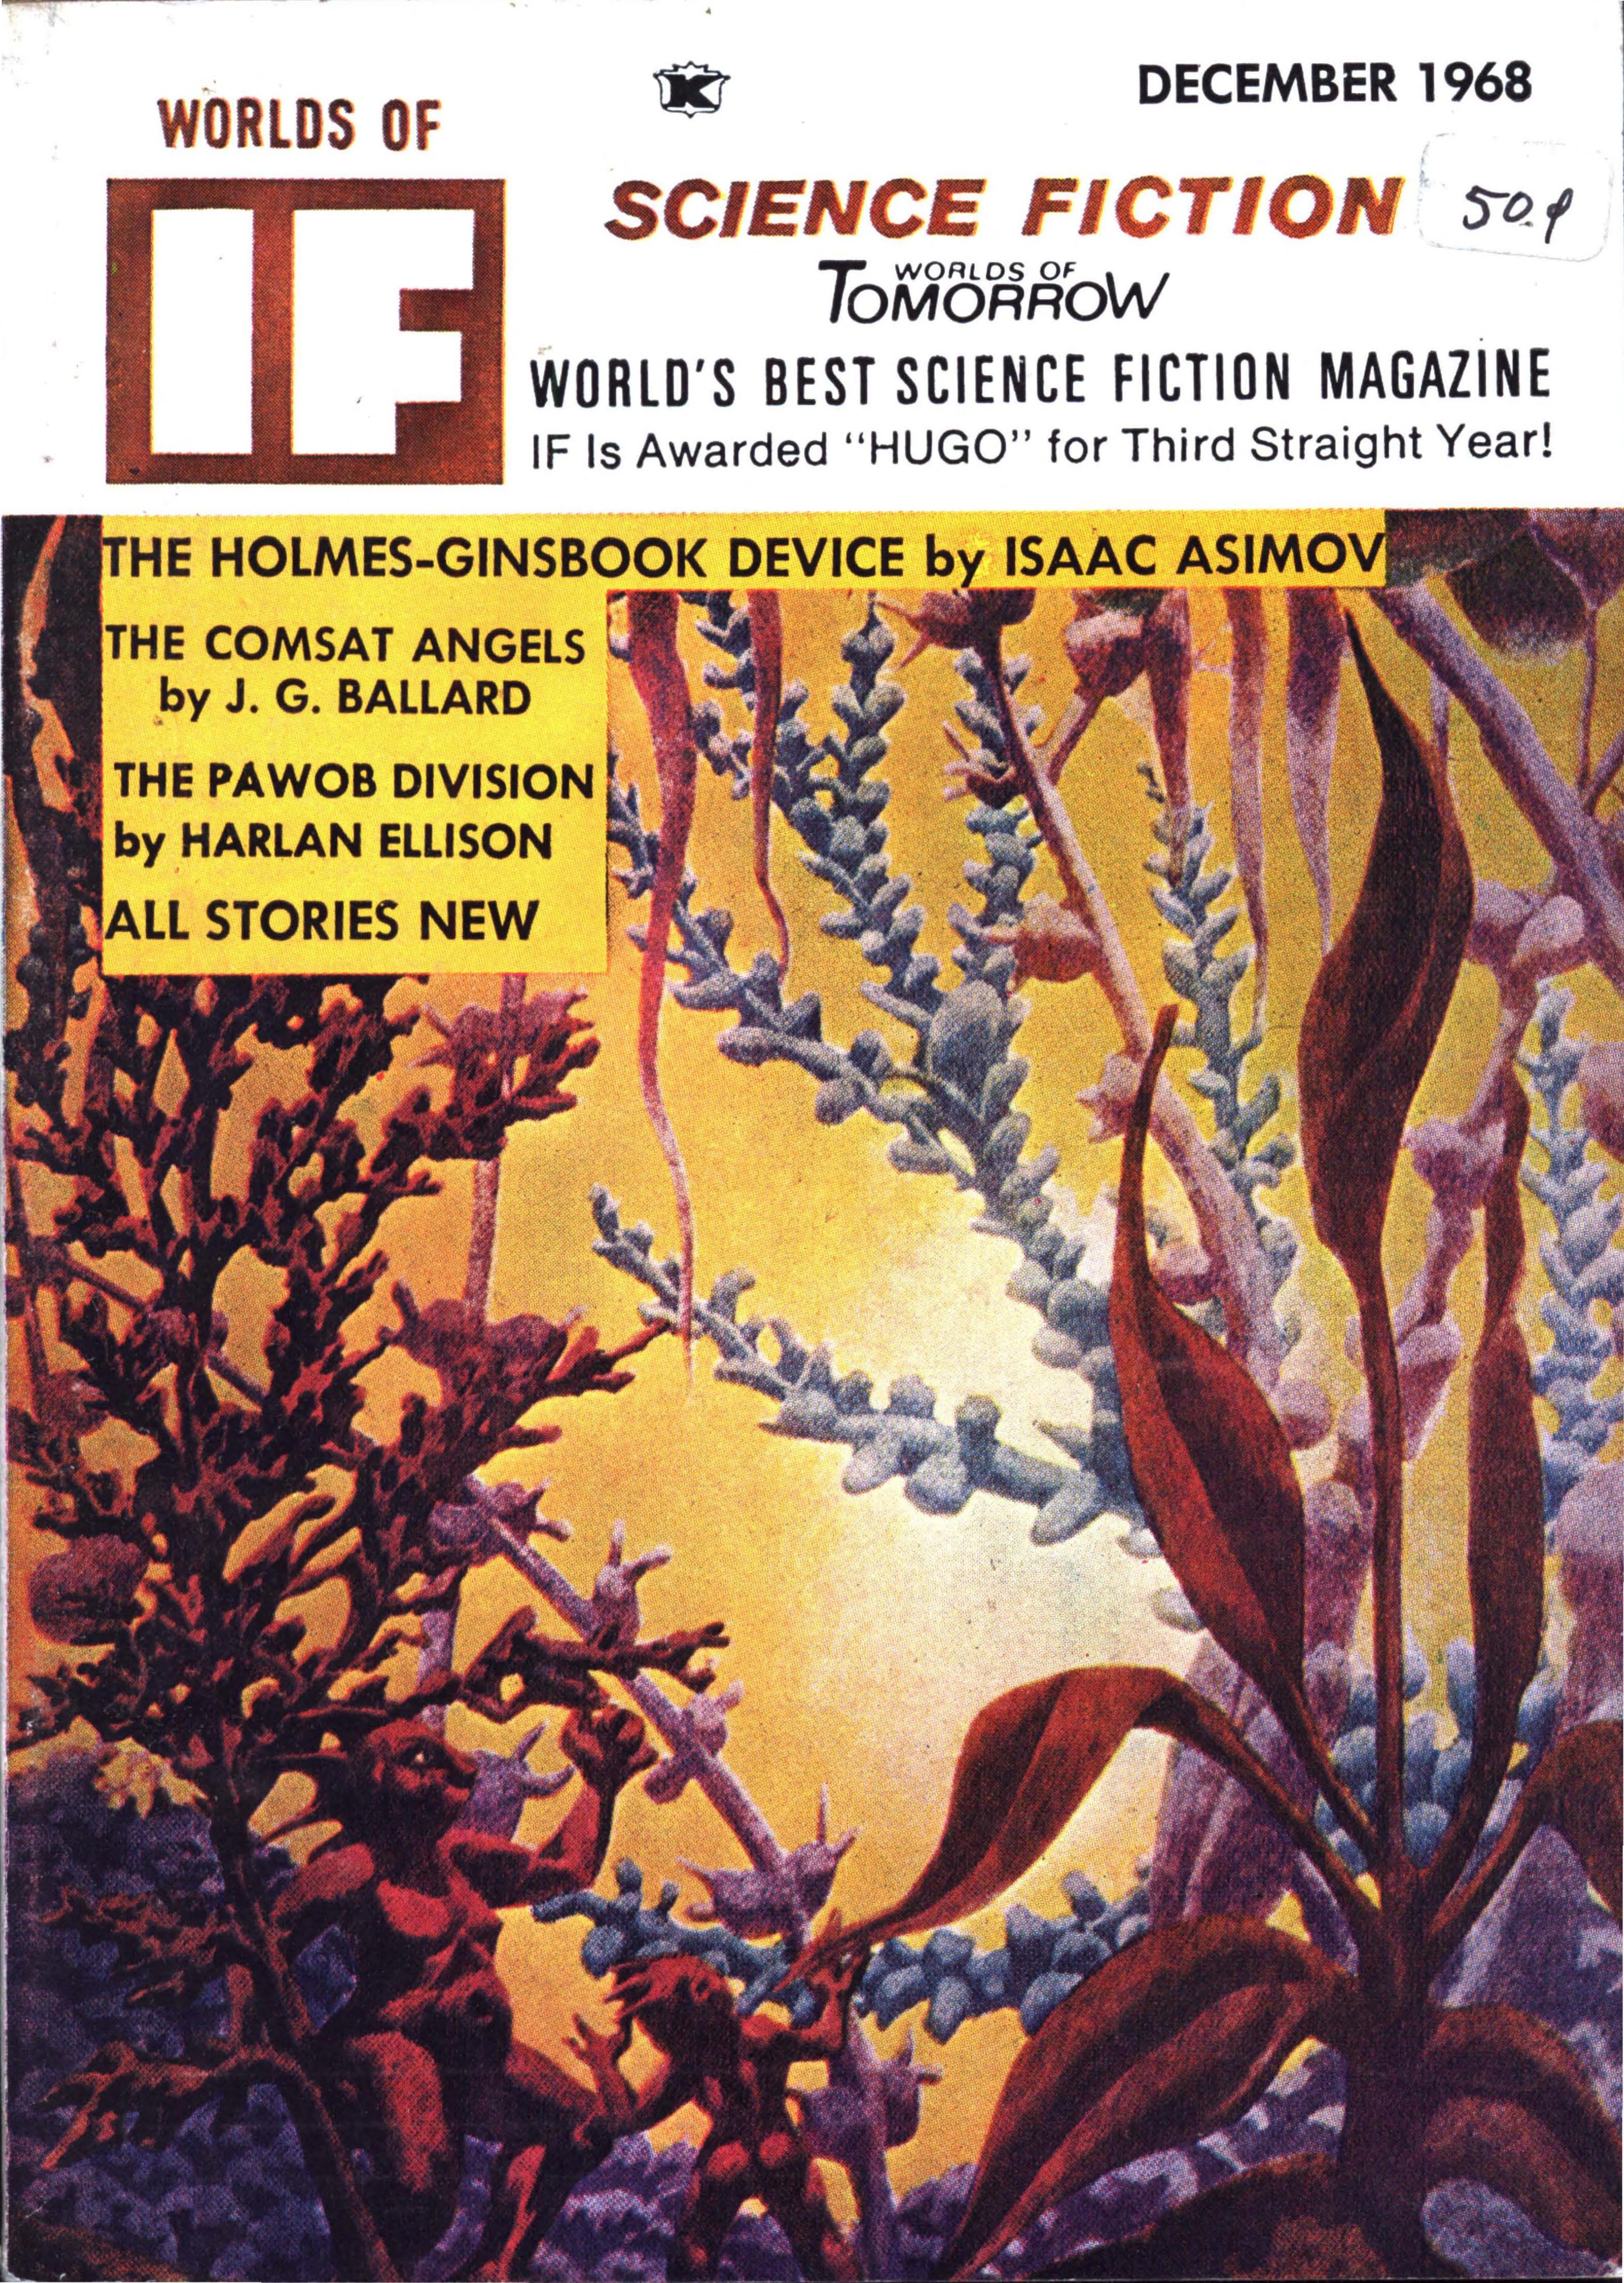 K
DECEMBER 1968
WORLDS OF
IF
SCIENCE FICTION
50¢
WORLDS OF
TOMORROW
WORLD'S BEST SCIENCE FICTION MAGAZINE
IF Is Awarded “HUGO” for Third Straight Year!
THE HOLMES-GINSBOOK DEVICE by ISAAC ASIMOV
THE COMSAT ANGELS
by J. G. BALLARD
THE PAWOB DIVISION
by HARLAN ELLISON
ALL STORIES NEW